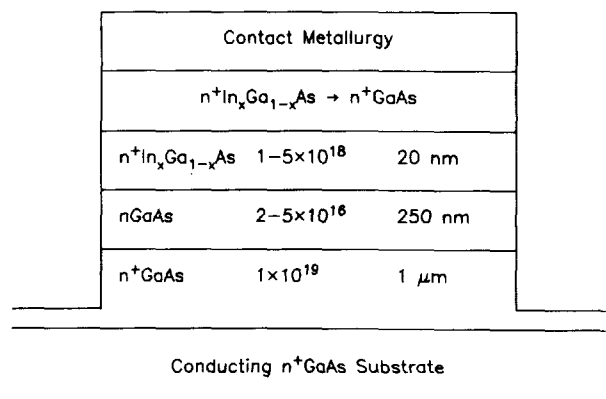 Contact Metallurgy
n⁺InₓGa₁₋ₓAs → n⁺GaAs
n⁺InₓGa₁₋ₓAs 1−5×10¹⁸ 20 nm
nGaAs 2−5×10¹⁶ 250 nm
n⁺GaAs 1×10¹⁹ 1 μm
Conducting n⁺GaAs Substrate